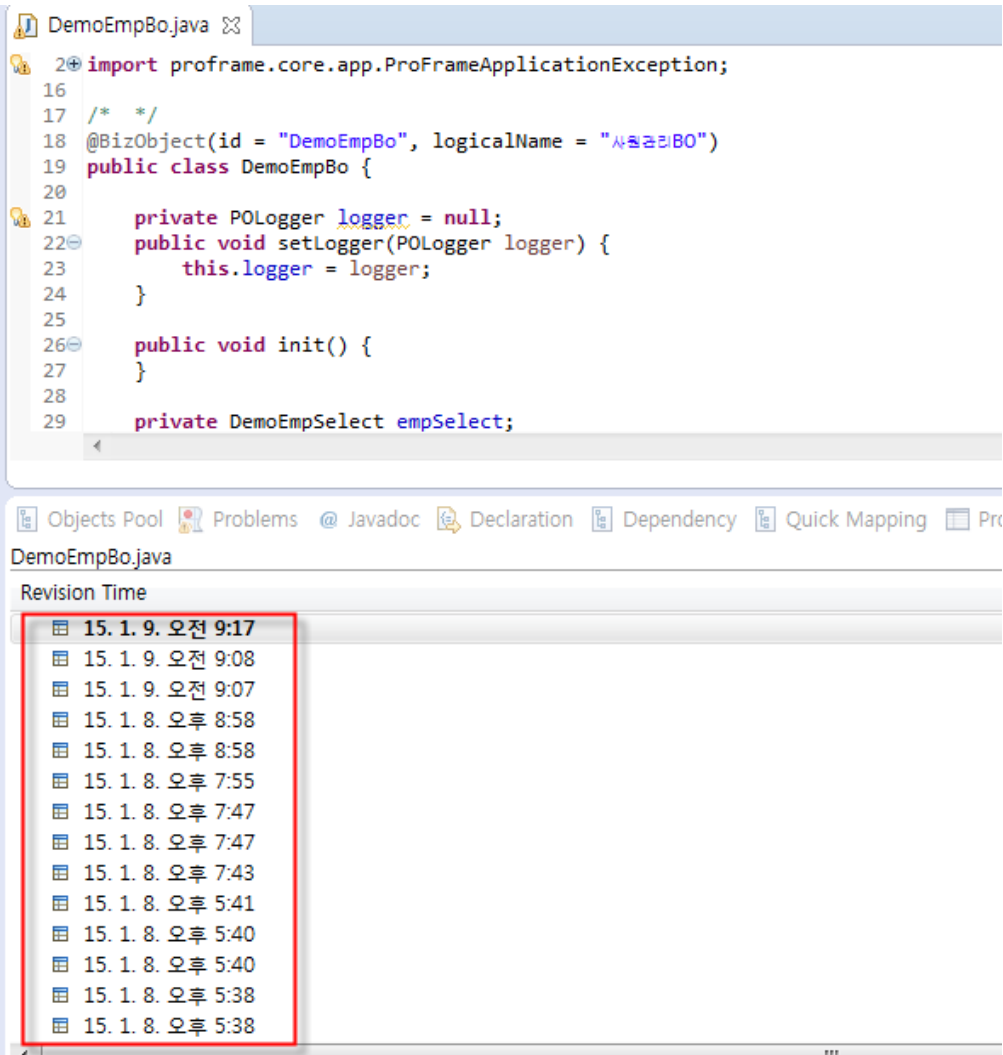 DemoEmpBo.java
2 import proframe.core.app.ProFrameApplicationException;
16
17 /* */
18 @BizObject(id = "DemoEmpBo", logicalName = "사원관리BO")
19 public class DemoEmpBo {
20
21 private POLogger logger = null;
22 public void setLogger(POLogger logger) {
23 this.logger = logger;
24 }
25
26 public void init() {
27 }
28
29 private DemoEmpSelect empSelect;
Objects Pool Problems @ Javadoc Declaration Dependency Quick Mapping Pro
DemoEmpBo.java
Revision Time
15. 1. 9. 오전 9:17
15. 1. 9. 오전 9:08
15. 1. 9. 오전 9:07
15. 1. 8. 오후 8:58
15. 1. 8. 오후 8:58
15. 1. 8. 오후 7:55
15. 1. 8. 오후 7:47
15. 1. 8. 오후 7:47
15. 1. 8. 오후 7:43
15. 1. 8. 오후 5:41
15. 1. 8. 오후 5:40
15. 1. 8. 오후 5:40
15. 1. 8. 오후 5:38
15. 1. 8. 오후 5:38